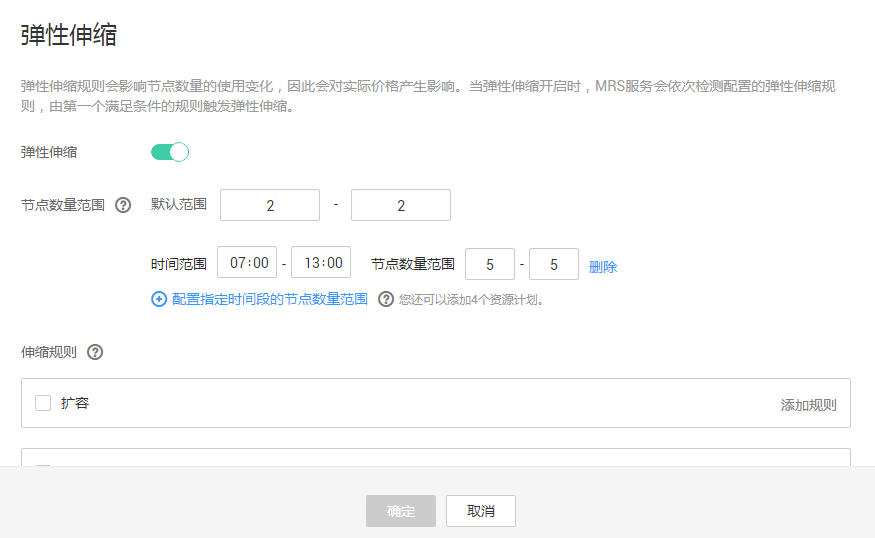 弹性伸缩
弹性伸缩规则会影响节点数量的使用变化，因此会对实际价格产生影响。当弹性伸缩开启时，MRS服务会依次检测配置的弹性伸缩规
则，由第一个满足条件的规则触发弹性伸缩。
弹性伸缩
节点数量范围 ? 默认范围 2 - 2
时间范围 07:00 - 13:00 节点数量范围 5 - 5 删除
配置指定时间段的节点数量范围 ? 您还可以添加4个资源计划。
伸缩规则 ?
扩容 添加规则
确定 取消